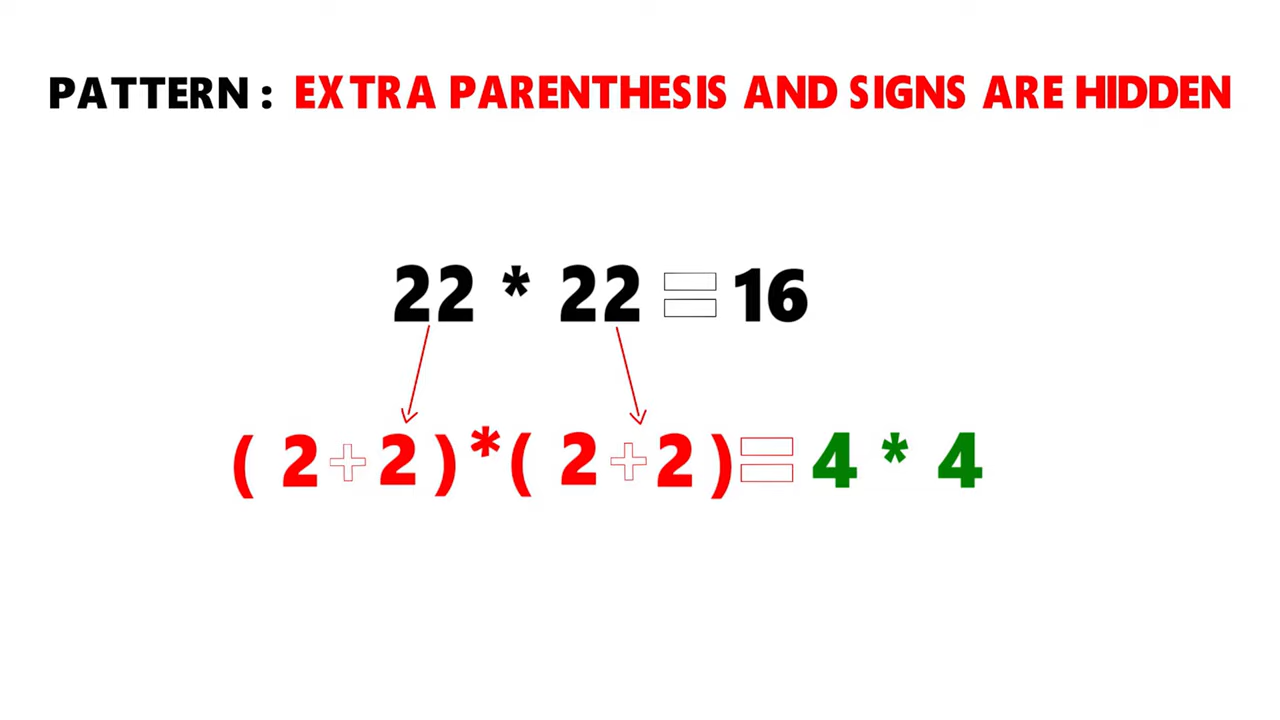 PATTERN : EXTRA PARENTHESIS AND SIGNS ARE HIDDEN
22 * 22 = 16
( 2 + 2 ) * ( 2 + 2 ) = 4 * 4